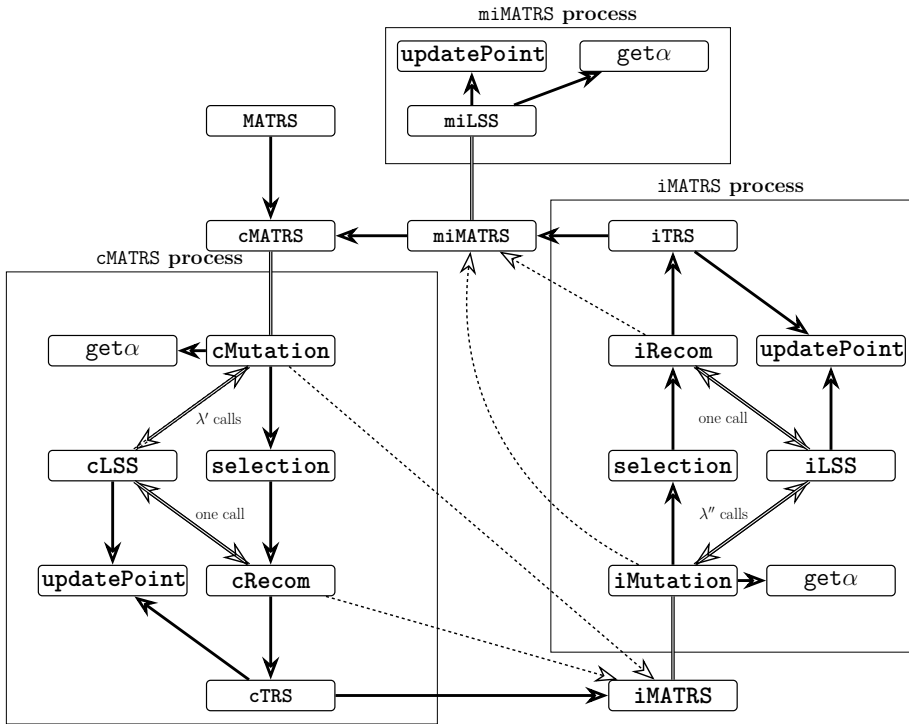 miMATRS process
updatePoint
getα
MATRS
miLSS
iMATRS process
cMATRS
miMATRS
iTRS
cMATRS process
getα
cMutation
iRecom
updatePoint
λ′ calls
one call
cLSS
selection
selection
iLSS
one call
λ″ calls
updatePoint
cRecom
iMutation
getα
cTRS
iMATRS